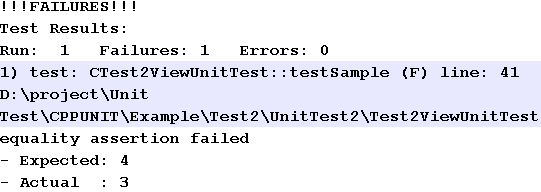 !!!FAILURES!!!
Test Results:
Run:  1   Failures: 1   Errors: 0
1) test: CTest2ViewUnitTest::testSample (F) line: 41
D:\project\Unit
Test\CPPUNIT\Example\Test2\UnitTest2\Test2ViewUnitTest
equality assertion failed
- Expected: 4
- Actual  : 3